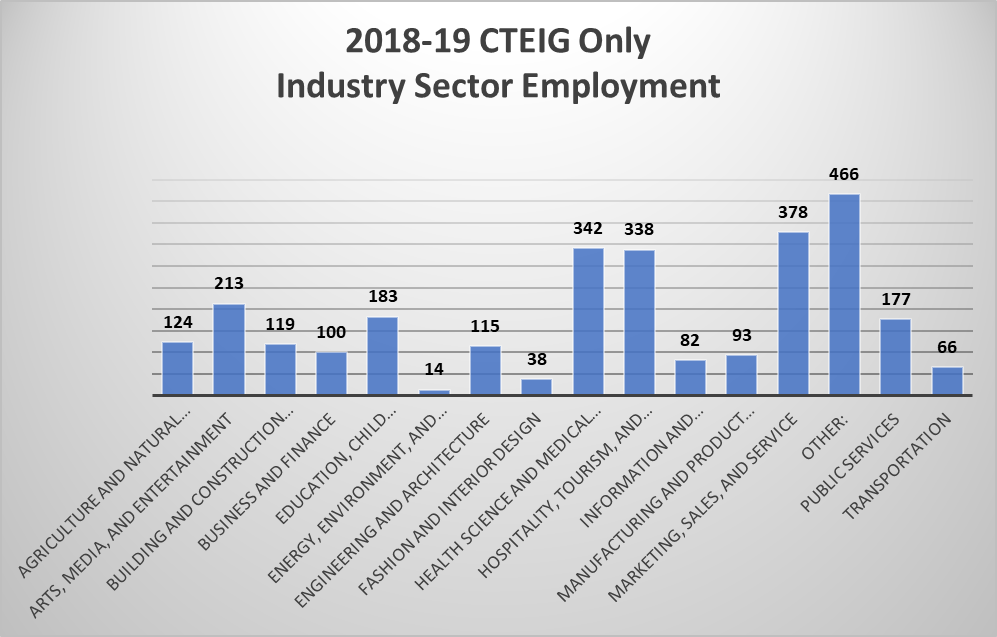 2018-19 CTEIG Only
Industry Sector Employment
124
213
119
100
183
14
115
38
342
338
82
93
378
466
177
66
AGRICULTURE AND NATURAL...
ARTS, MEDIA, AND ENTERTAINMENT
BUILDING AND CONSTRUCTION...
BUSINESS AND FINANCE
EDUCATION, CHILD...
ENERGY, ENVIRONMENT, AND...
ENGINEERING AND ARCHITECTURE
FASHION AND INTERIOR DESIGN
HEALTH SCIENCE AND MEDICAL...
HOSPITALITY, TOURISM, AND...
INFORMATION AND...
MANUFACTURING AND PRODUCT...
MARKETING, SALES, AND SERVICE
OTHER:
PUBLIC SERVICES
TRANSPORTATION